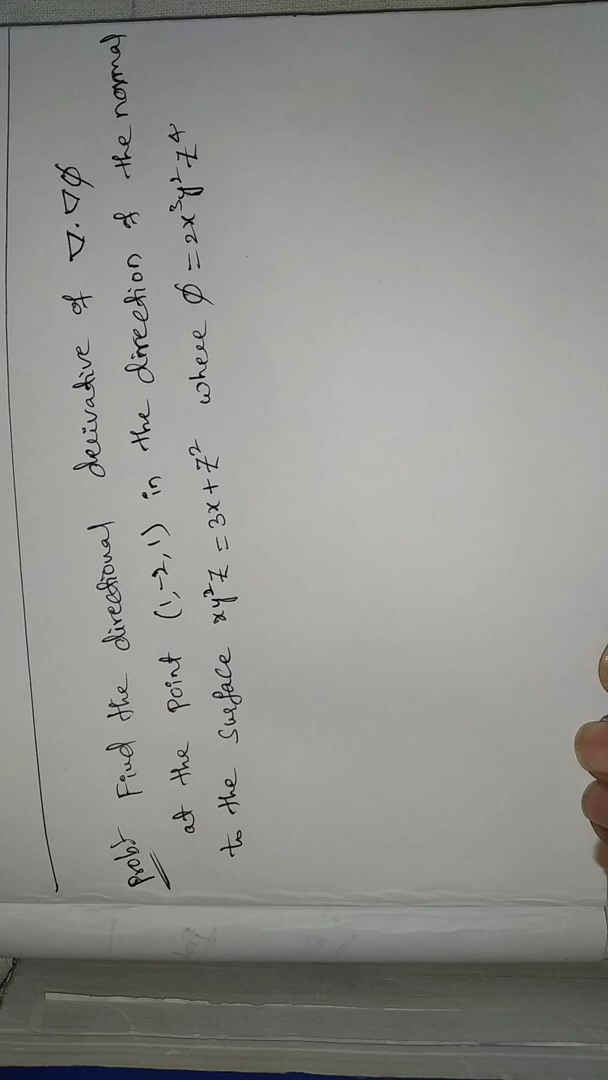 Prob:- Find the directional derivative of ∇.∇∅
at the point (1,-2,1) in the direction of the normal
to the surface xy²z = 3x+z² where ∅ = 2x³y²z⁴